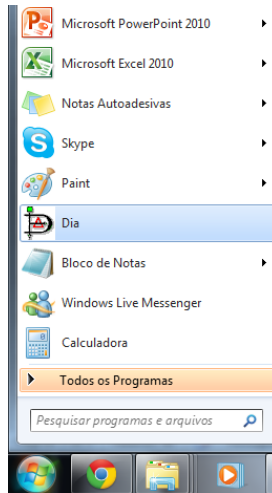 Microsoft PowerPoint 2010
Microsoft Excel 2010
Notas Autoadesivas
Skype
Paint
Dia
Bloco de Notas
Windows Live Messenger
Calculadora
Todos os Programas
Pesquisar programas e arquivos